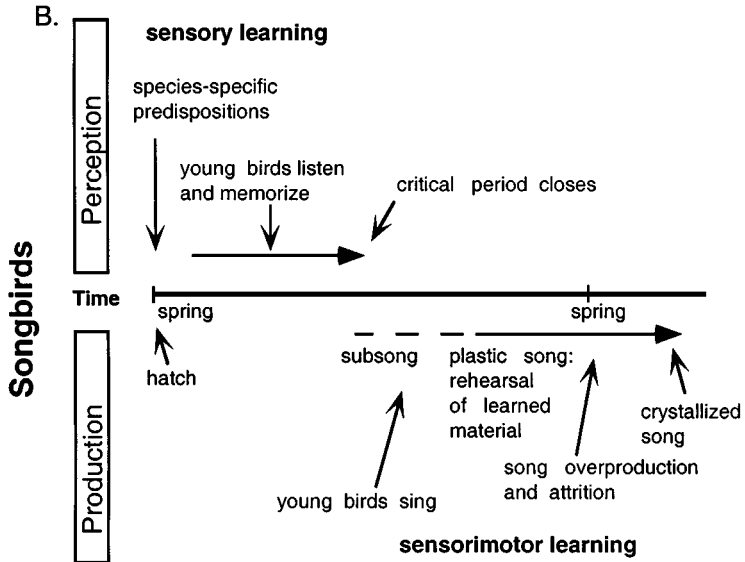 B.
sensory learning
species-specific
predispositions
young birds listen
and memorize
critical period closes
Perception
Songbirds
Time
spring
spring
hatch
subsong
plastic song:
rehearsal
of learned
material
crystallized
song
song overproduction
and attrition
young birds sing
Production
sensorimotor learning